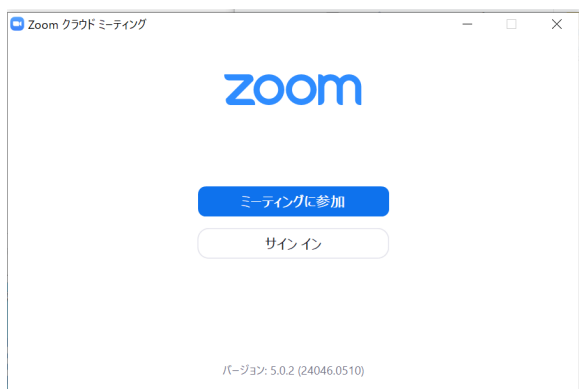 Zoom クラウド ミーティング
zoom
ミーティングに参加
サイン イン
バージョン: 5.0.2 (24046.0510)